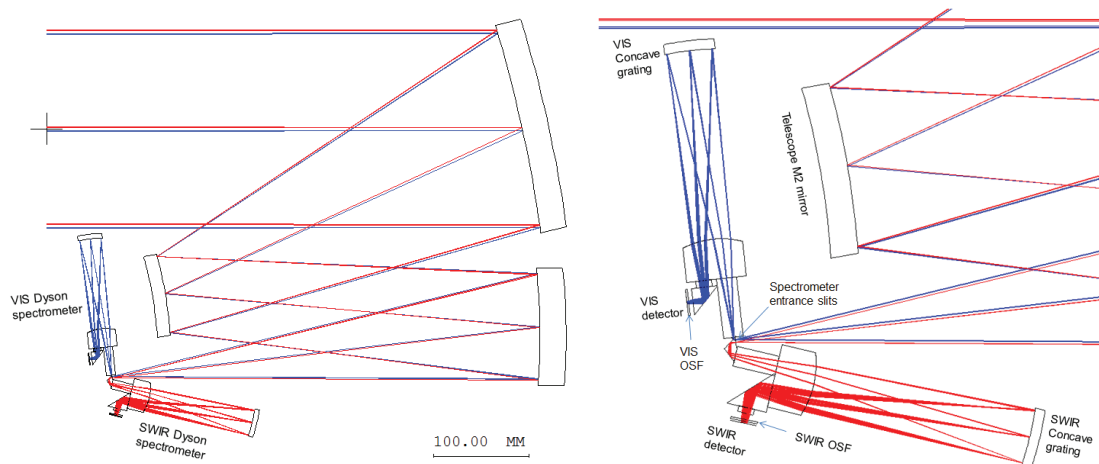 VIS Dyson
spectrometer
SWIR Dyson
spectrometer
100.00 MM
VIS
Concave
grating
Telescope M2 mirror
Spectrometer
entrance slits
VIS
detector
VIS
OSF
SWIR
detector
SWIR OSF
SWIR
Concave
grating